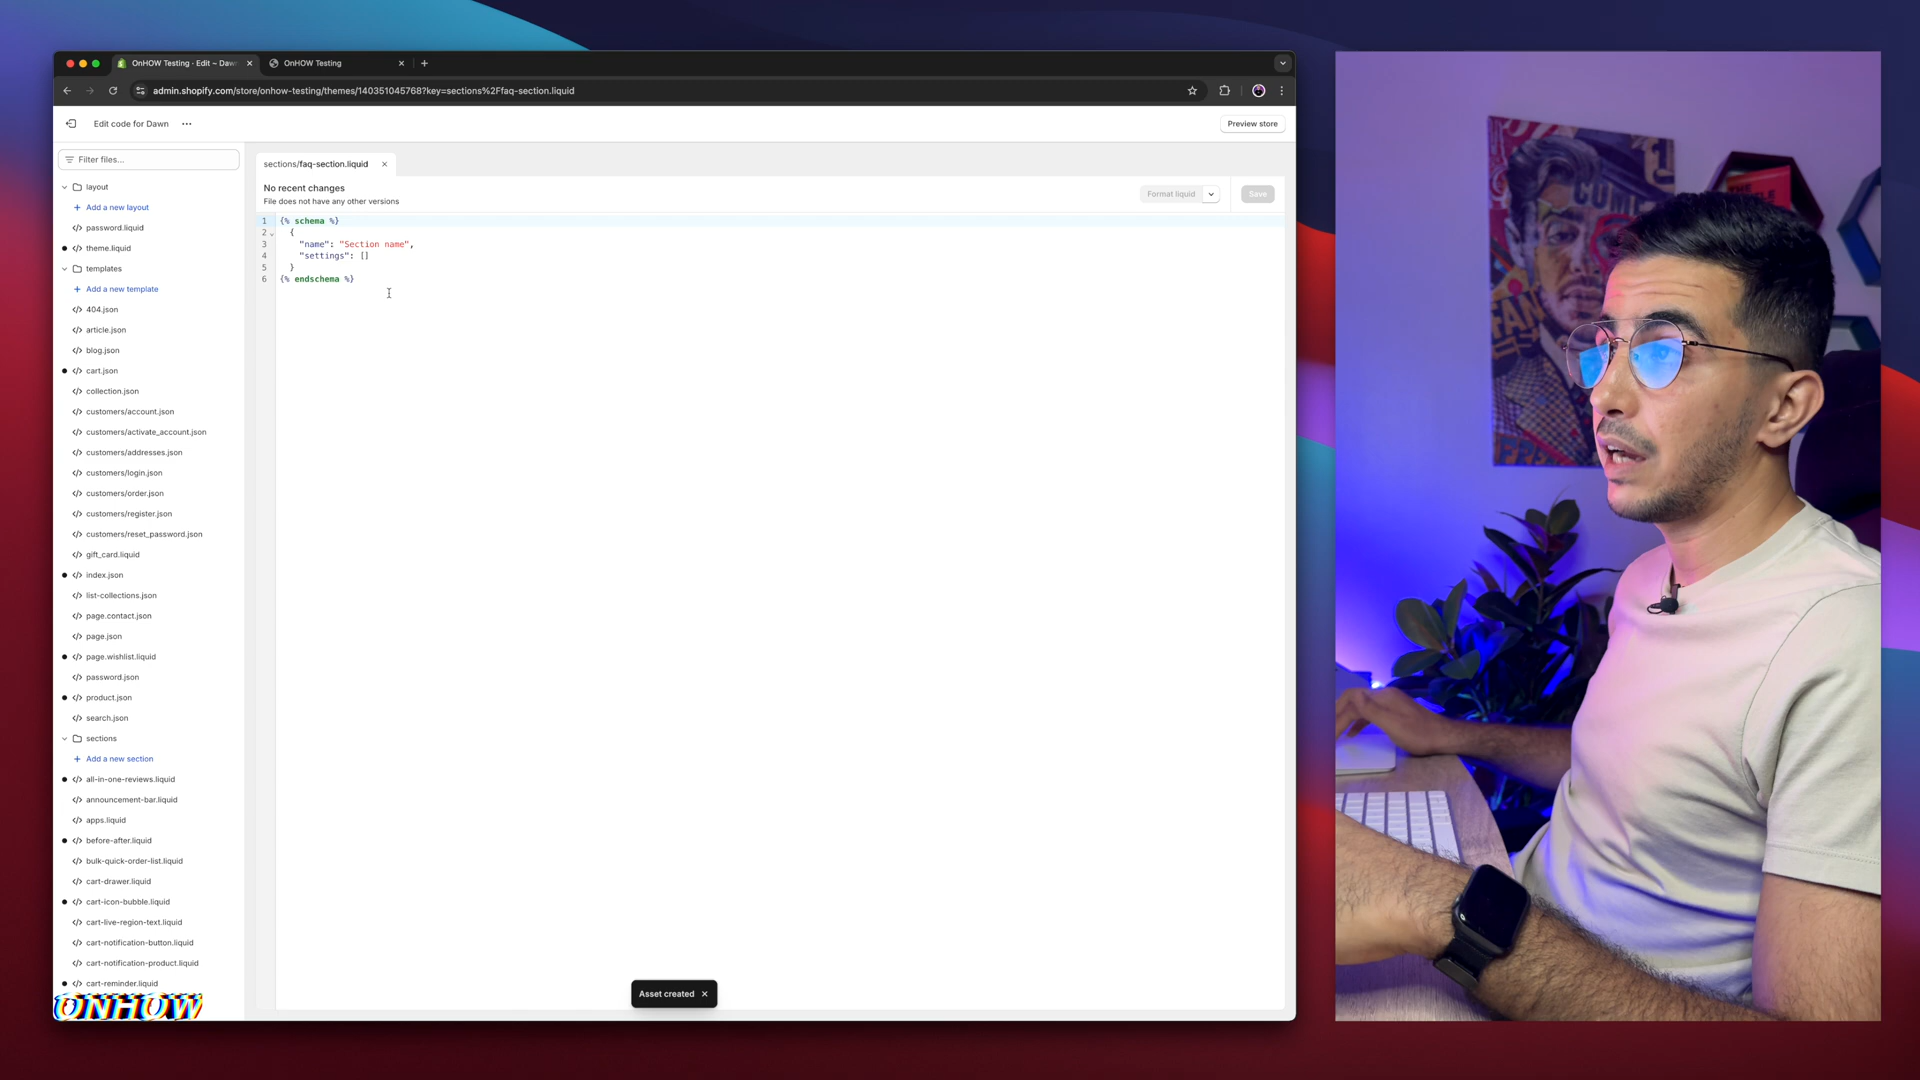 OnHOW Testing · Edit ~ Daw
OnHOW Testing
admin.shopify.com/store/onhow-testing/themes/140351045768?key=sections%2Ffaq-section.liquid
Edit code for Dawn
Preview store
Filter files...
layout
Add a new layout
password.liquid
theme.liquid
templates
Add a new template
404.json
article.json
blog.json
cart.json
collection.json
customers/account.json
customers/activate_account.json
customers/addresses.json
customers/login.json
customers/order.json
customers/register.json
customers/reset_password.json
gift_card.liquid
index.json
list-collections.json
page.contact.json
page.json
page.wishlist.liquid
password.json
product.json
search.json
sections
Add a new section
all-in-one-reviews.liquid
announcement-bar.liquid
apps.liquid
before-after.liquid
bulk-quick-order-list.liquid
cart-drawer.liquid
cart-icon-bubble.liquid
cart-live-region-text.liquid
cart-notification-button.liquid
cart-notification-product.liquid
cart-reminder.liquid
ONHOW
sections/faq-section.liquid
No recent changes
File does not have any other versions
Format liquid
Save
1 {% schema %}
2 {
3 "name": "Section name",
4 "settings": []
5 }
6 {% endschema %}
Asset created